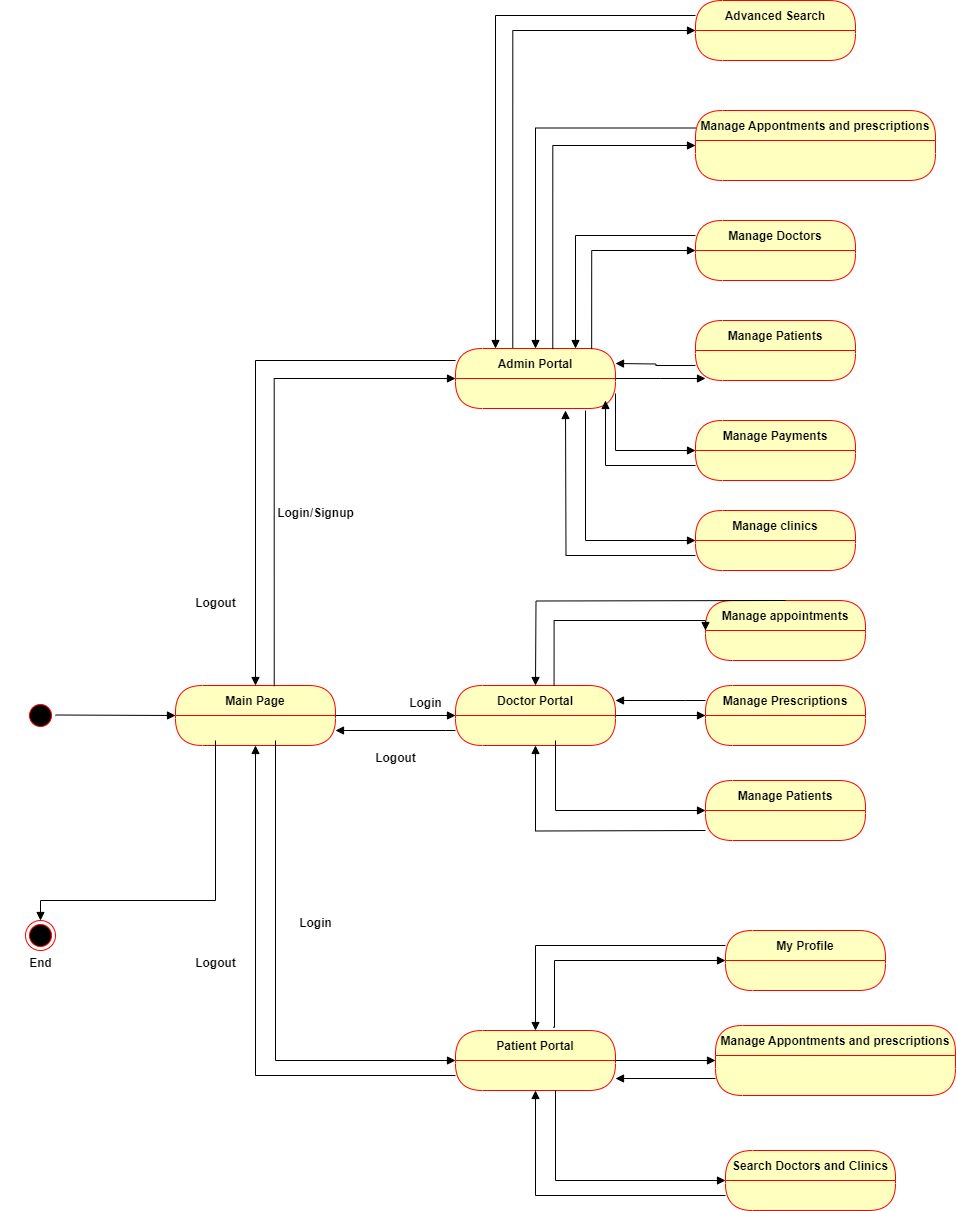 Advanced Search
Manage Appontments and prescriptions
Manage Doctors
Manage Patients
Admin Portal
Manage Payments
Login/Signup
Manage clinics
Logout
Manage appointments
Main Page
Login
Doctor Portal
Manage Prescriptions
Logout
Manage Patients
Login
My Profile
End
Logout
Patient Portal
Manage Appontments and prescriptions
Search Doctors and Clinics